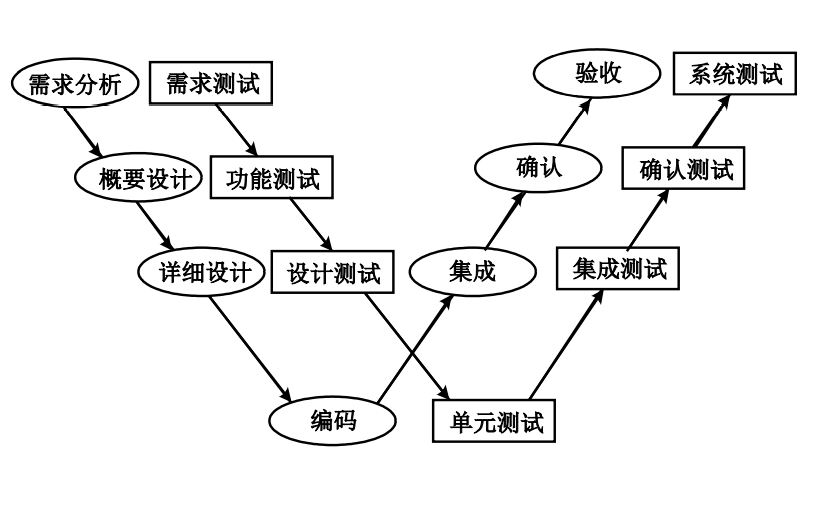 需求分析
需求测试
验收
系统测试
概要设计
功能测试
确认
确认测试
详细设计
设计测试
集成
集成测试
编码
单元测试